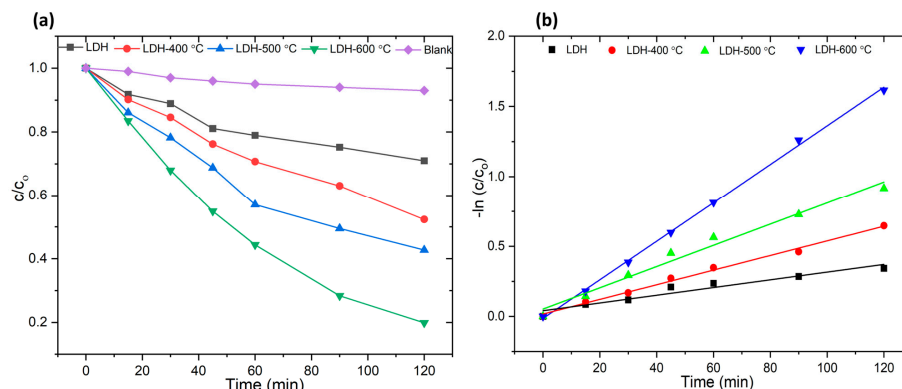 (a)
LDH LDH-400 °C LDH-500 °C LDH-600 °C Blank
1.0
0.8
0.6
0.4
0.2
c/c₀
0 20 40 60 80 100 120
Time (min)
(b)
LDH LDH-400 °C LDH-500 °C LDH-600 °C
2.0
1.5
1.0
0.5
0.0
-ln (c/c₀)
0 20 40 60 80 100 120
Time (min)